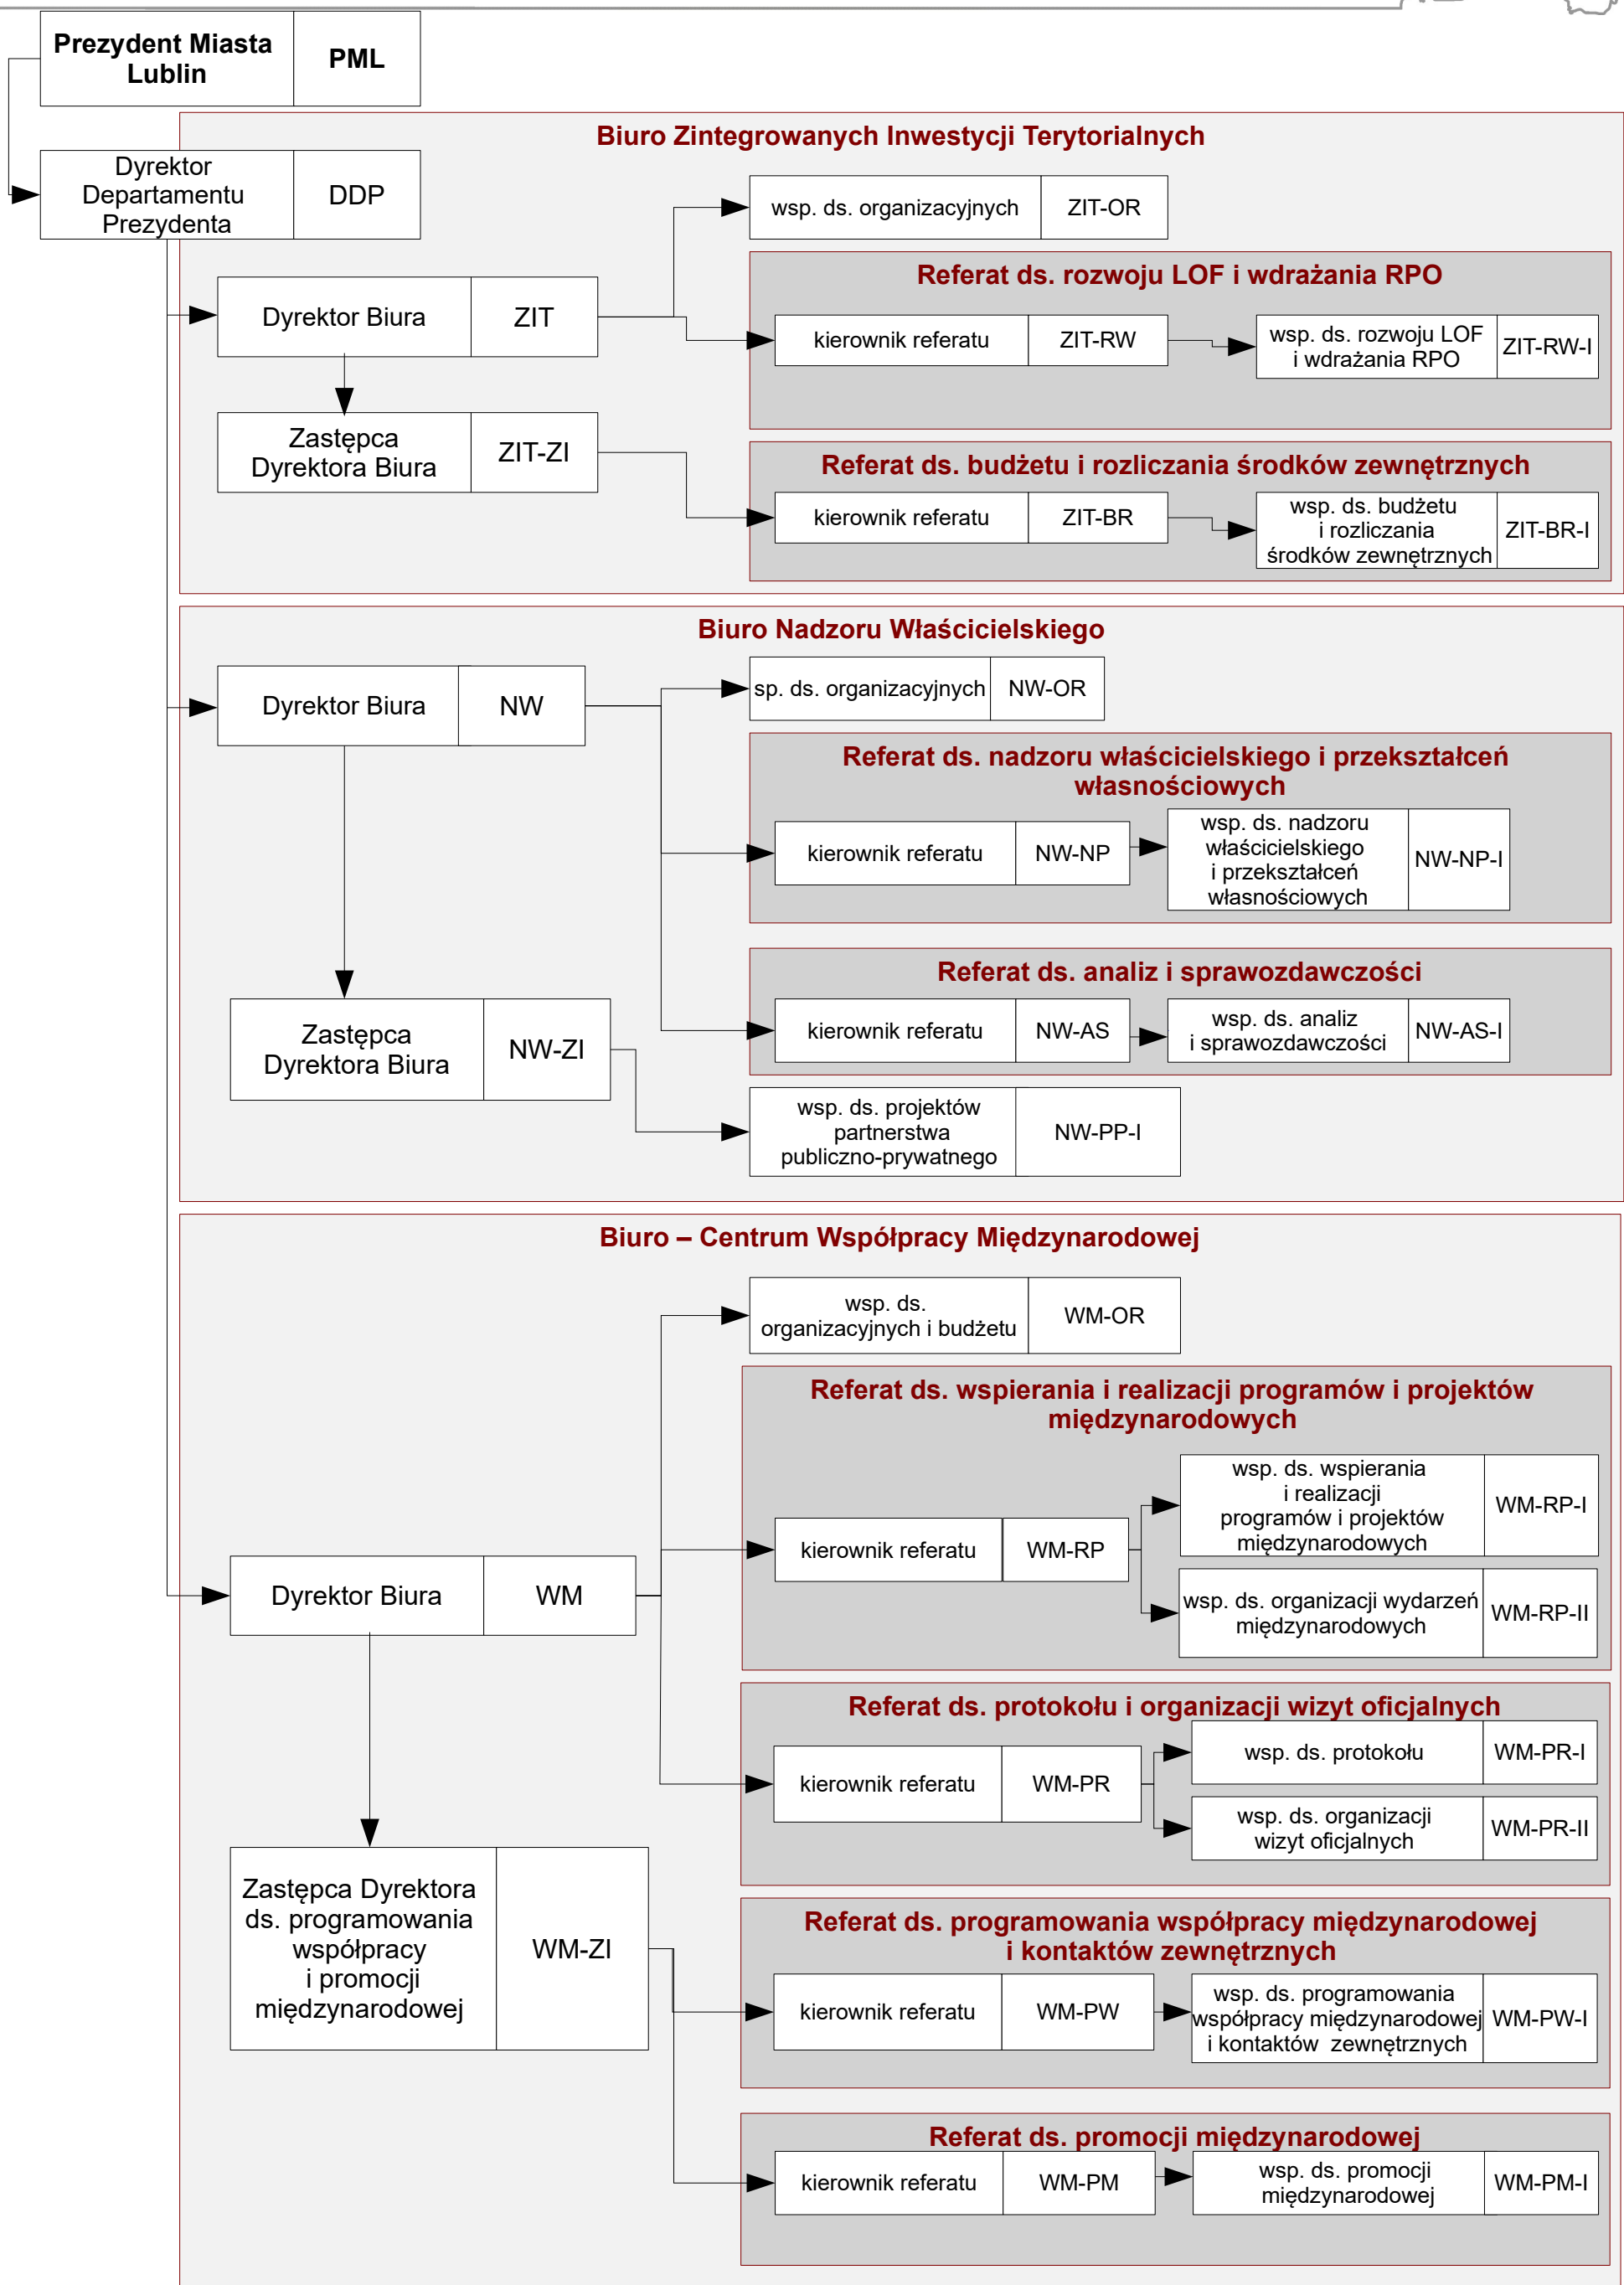 Prezydent Miasta
Lublin
PML
Dyrektor
Departamentu
Prezydenta
DDP
Biuro Zintegrowanych Inwestycji Terytorialnych
wsp. ds. organizacyjnych
ZIT-OR
Dyrektor Biura
ZIT
Referat ds. rozwoju LOF i wdrażania RPO
kierownik referatu
ZIT-RW
wsp. ds. rozwoju LOF
i wdrażania RPO
ZIT-RW-I
Zastępca
Dyrektora Biura
ZIT-ZI
Referat ds. budżetu i rozliczania środków zewnętrznych
kierownik referatu
ZIT-BR
wsp. ds. budżetu
i rozliczania
środków zewnętrznych
ZIT-BR-I
Biuro Nadzoru Właścicielskiego
Dyrektor Biura
NW
sp. ds. organizacyjnych
NW-OR
Referat ds. nadzoru właścicielskiego i przekształceń
własnościowych
kierownik referatu
NW-NP
wsp. ds. nadzoru
właścicielskiego
i przekształceń
własnościowych
NW-NP-I
Referat ds. analiz i sprawozdawczości
kierownik referatu
NW-AS
wsp. ds. analiz
i sprawozdawczości
NW-AS-I
Zastępca
Dyrektora Biura
NW-ZI
wsp. ds. projektów
partnerstwa
publiczno-prywatnego
NW-PP-I
Biuro – Centrum Współpracy Międzynarodowej
wsp. ds.
organizacyjnych i budżetu
WM-OR
Referat ds. wspierania i realizacji programów i projektów
międzynarodowych
kierownik referatu
WM-RP
wsp. ds. wspierania
i realizacji
programów i projektów
międzynarodowych
WM-RP-I
wsp. ds. organizacji wydarzeń
międzynarodowych
WM-RP-II
Dyrektor Biura
WM
Referat ds. protokołu i organizacji wizyt oficjalnych
kierownik referatu
WM-PR
wsp. ds. protokołu
WM-PR-I
wsp. ds. organizacji
wizyt oficjalnych
WM-PR-II
Zastępca Dyrektora
ds. programowania
współpracy
i promocji
międzynarodowej
WM-ZI
Referat ds. programowania współpracy międzynarodowej
i kontaktów zewnętrznych
kierownik referatu
WM-PW
wsp. ds. programowania
współpracy międzynarodowej
i kontaktów  zewnętrznych
WM-PW-I
Referat ds. promocji międzynarodowej
kierownik referatu
WM-PM
wsp. ds. promocji
międzynarodowej
WM-PM-I